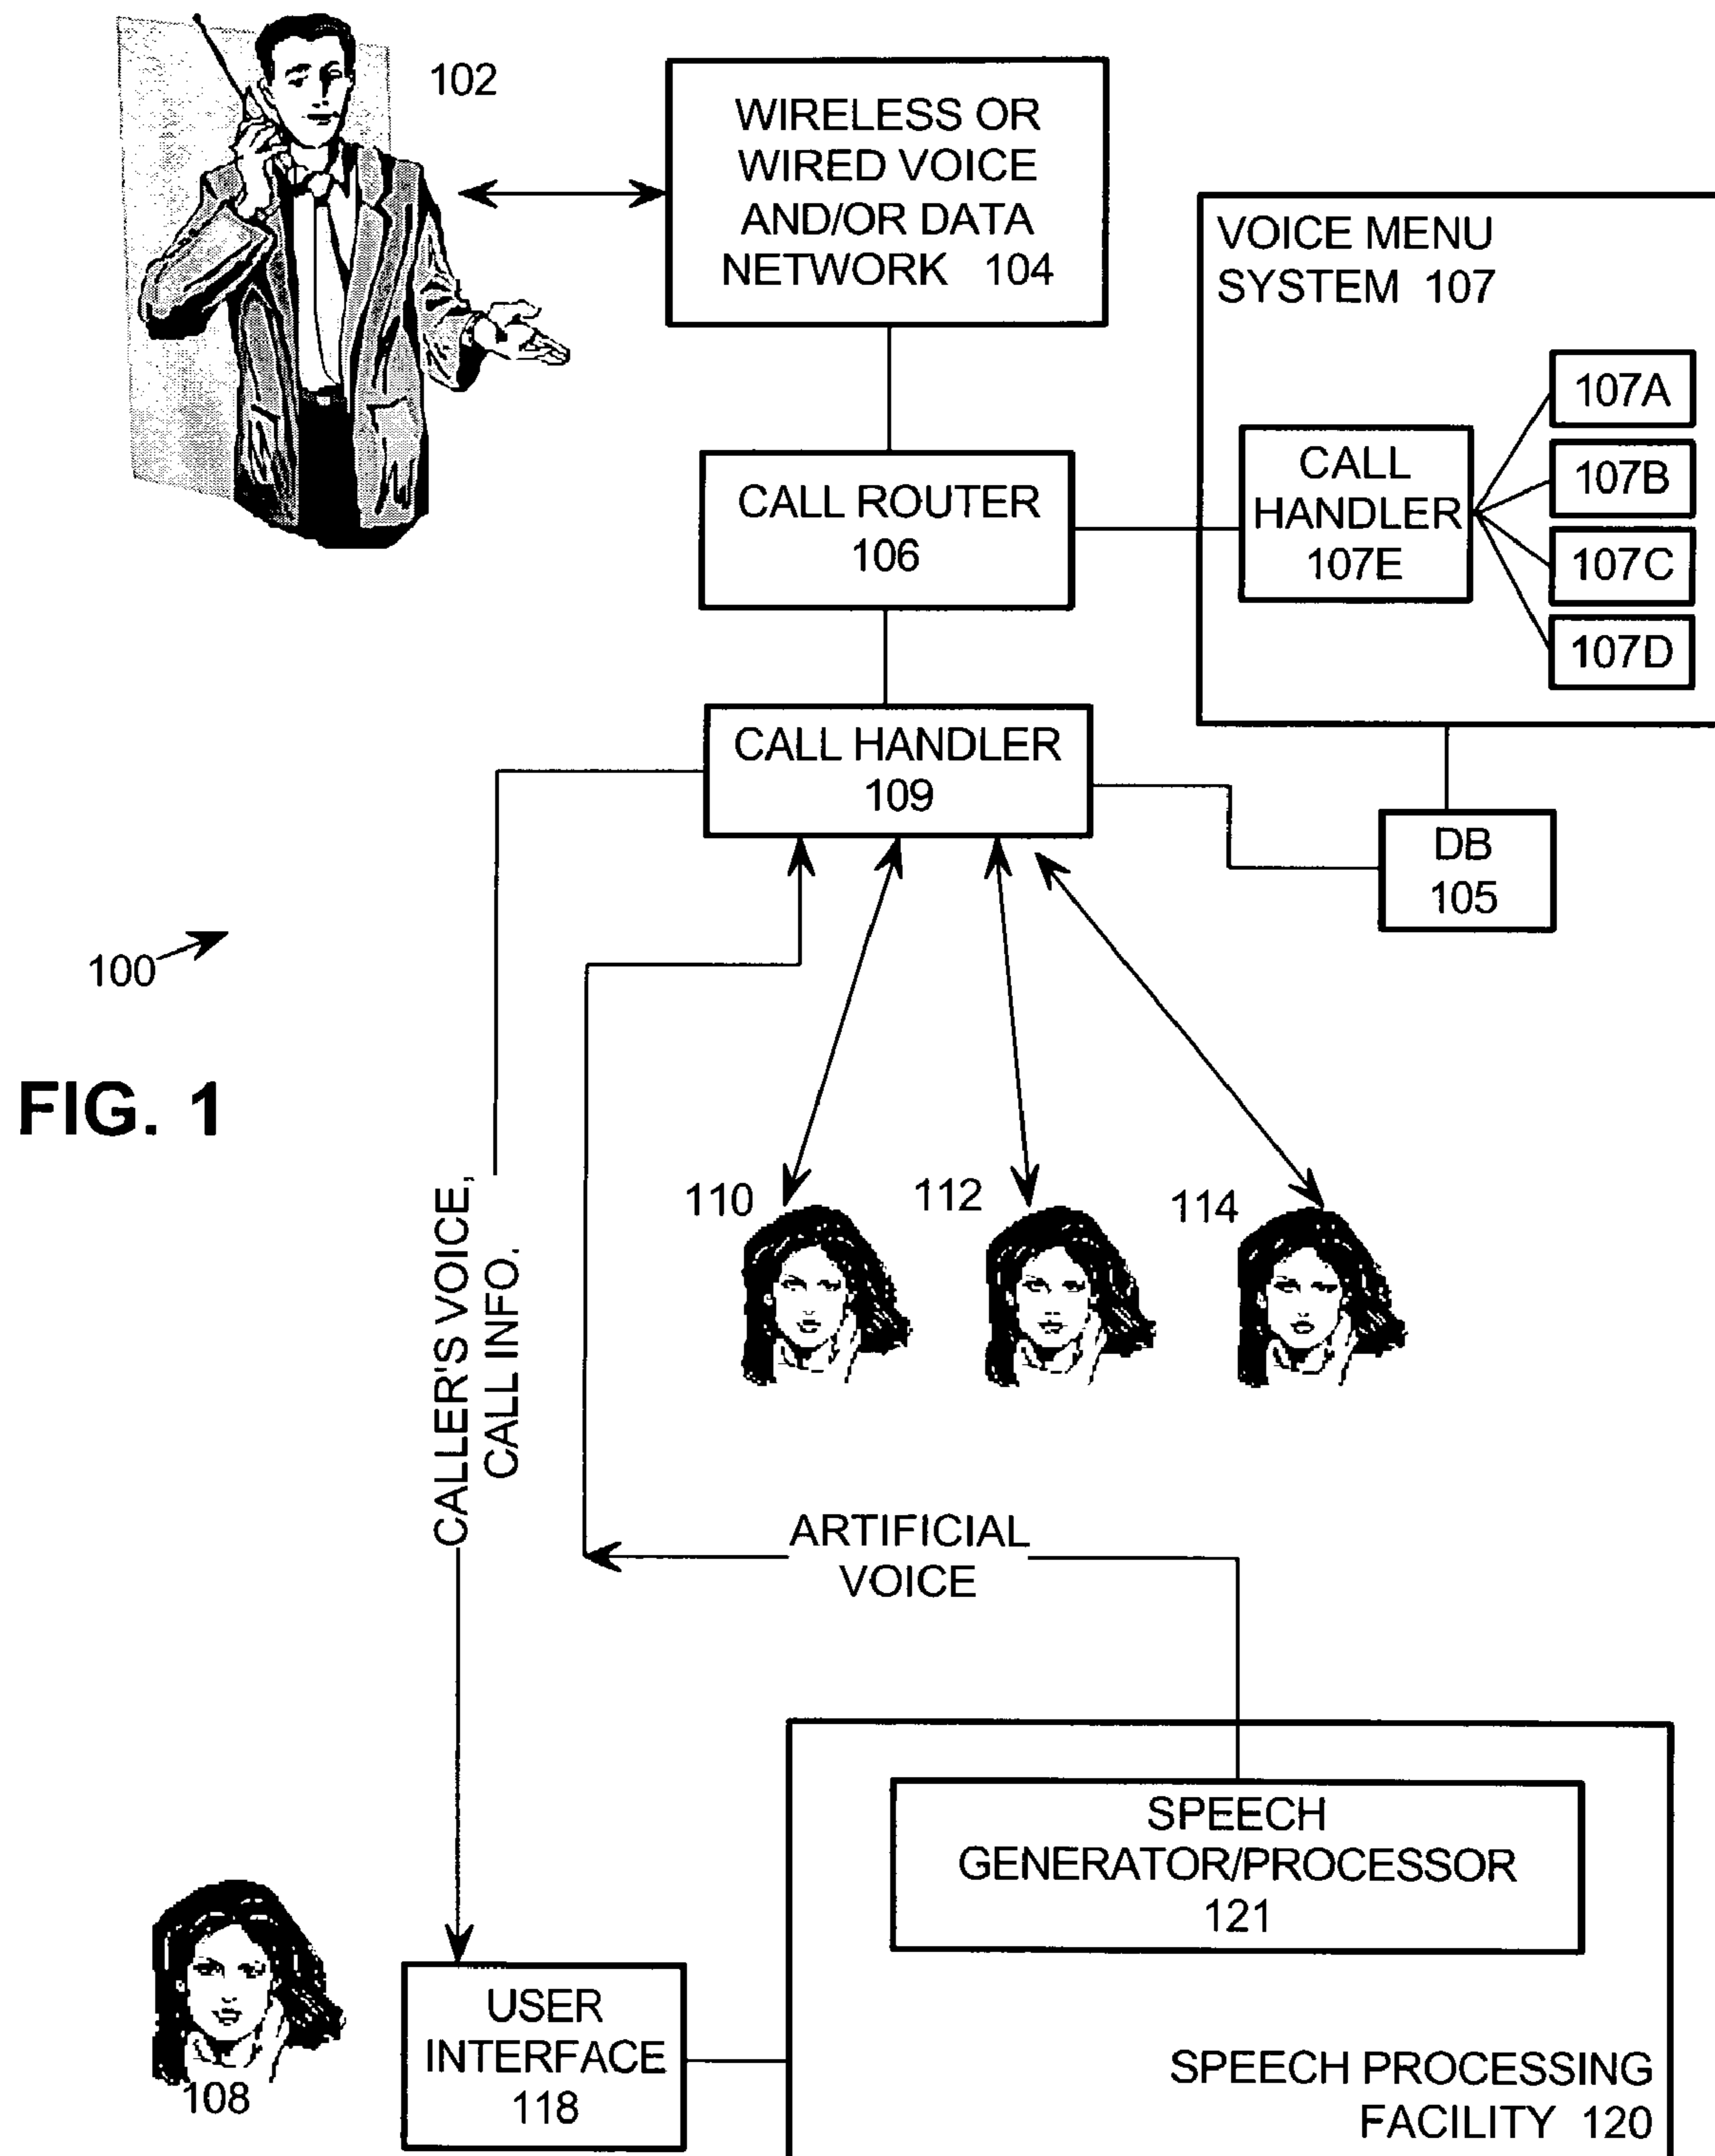 102
WIRELESS OR
WIRED VOICE
AND/OR DATA
NETWORK 104
VOICE MENU
SYSTEM 107
107A
107B
107C
107D
CALL
HANDLER
107E
CALL ROUTER
106
CALL HANDLER
109
DB
105
100
FIG. 1
CALLER'S VOICE,
CALL INFO.
110
112
114
ARTIFICIAL
VOICE
SPEECH
GENERATOR/PROCESSOR
121
108
USER
INTERFACE
118
SPEECH PROCESSING
FACILITY 120